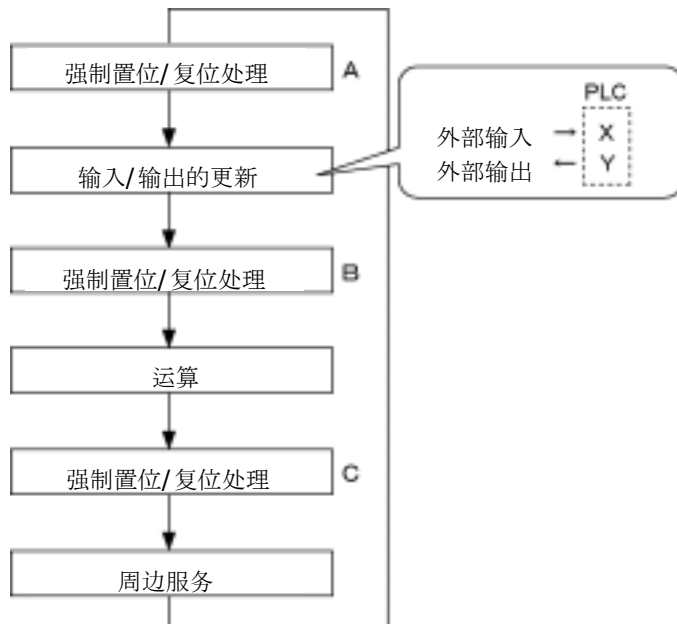 强制置位/复位处理 A
PLC
外部输入 → X
外部输出 ← Y
输入/输出的更新
强制置位/复位处理 B
运算
强制置位/复位处理 C
周边服务